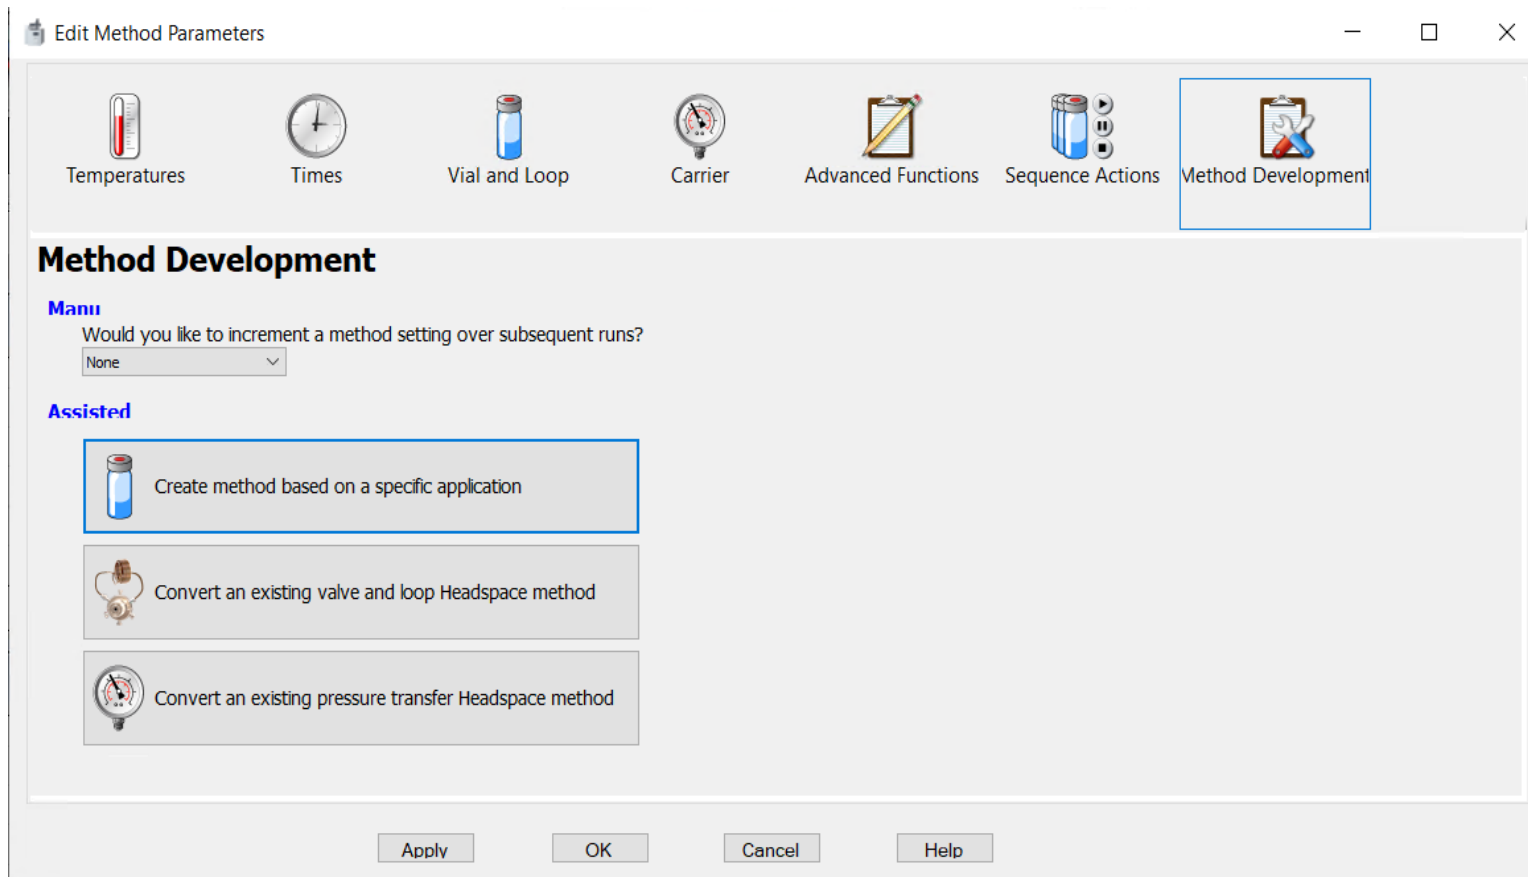 Edit Method Parameters
Temperatures
Times
Vial and Loop
Carrier
Advanced Functions
Sequence Actions
Method Development
Method Development
Manu
Would you like to increment a method setting over subsequent runs?
None
Assisted
Create method based on a specific application
Convert an existing valve and loop Headspace method
Convert an existing pressure transfer Headspace method
Apply
OK
Cancel
Help